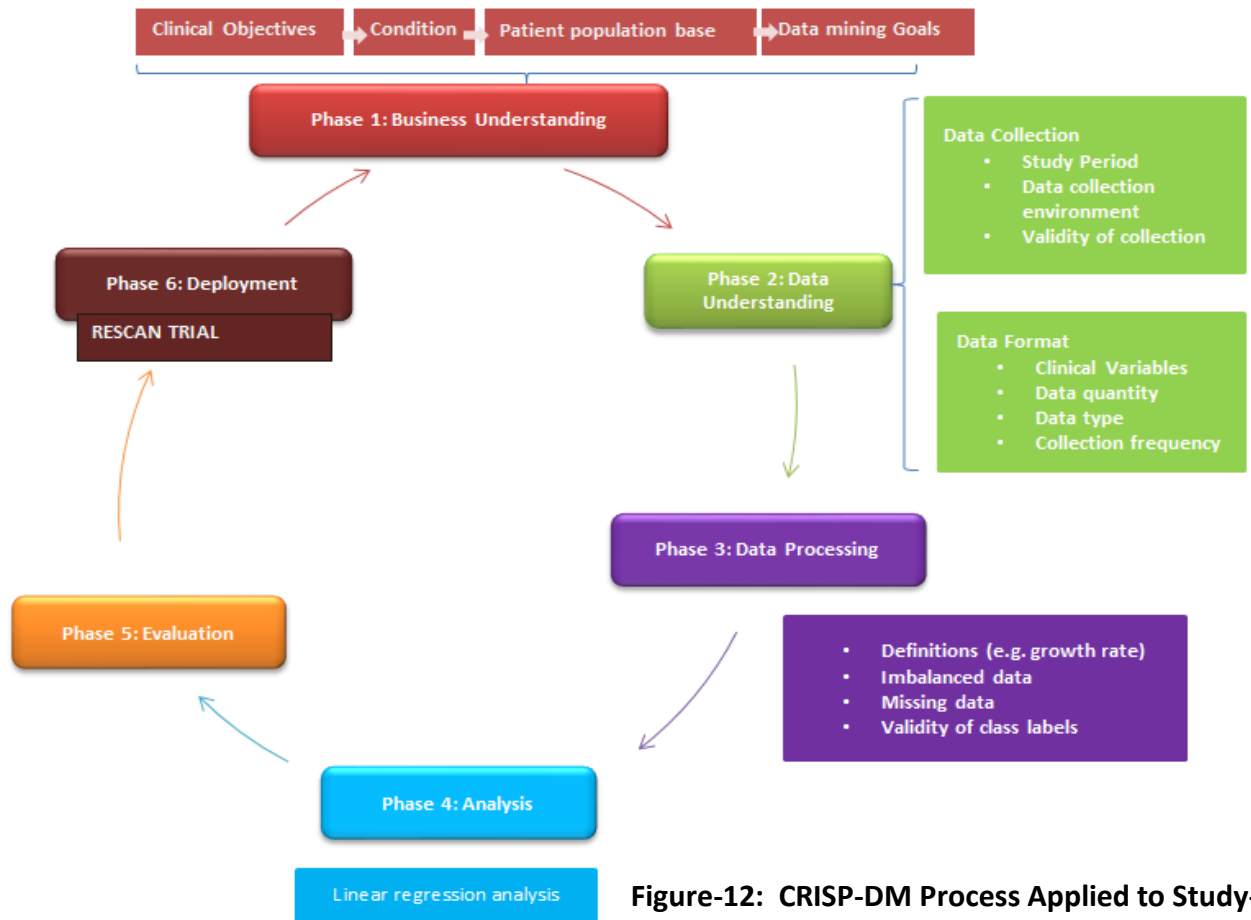 Clinical Objectives
Condition
Patient population base
Data mining Goals
Phase 1: Business Understanding
Data Collection
• Study Period
• Data collection
environment
• Validity of collection
Phase 2: Data
Understanding
Phase 6: Deployment
RESCAN TRIAL
Data Format
• Clinical Variables
• Data quantity
• Data type
• Collection frequency
Phase 3: Data Processing
Phase 5: Evaluation
• Definitions (e.g. growth rate)
• Imbalanced data
• Missing data
• Validity of class labels
Phase 4: Analysis
Linear regression analysis
Figure-12: CRISP-DM Process Applied to Study